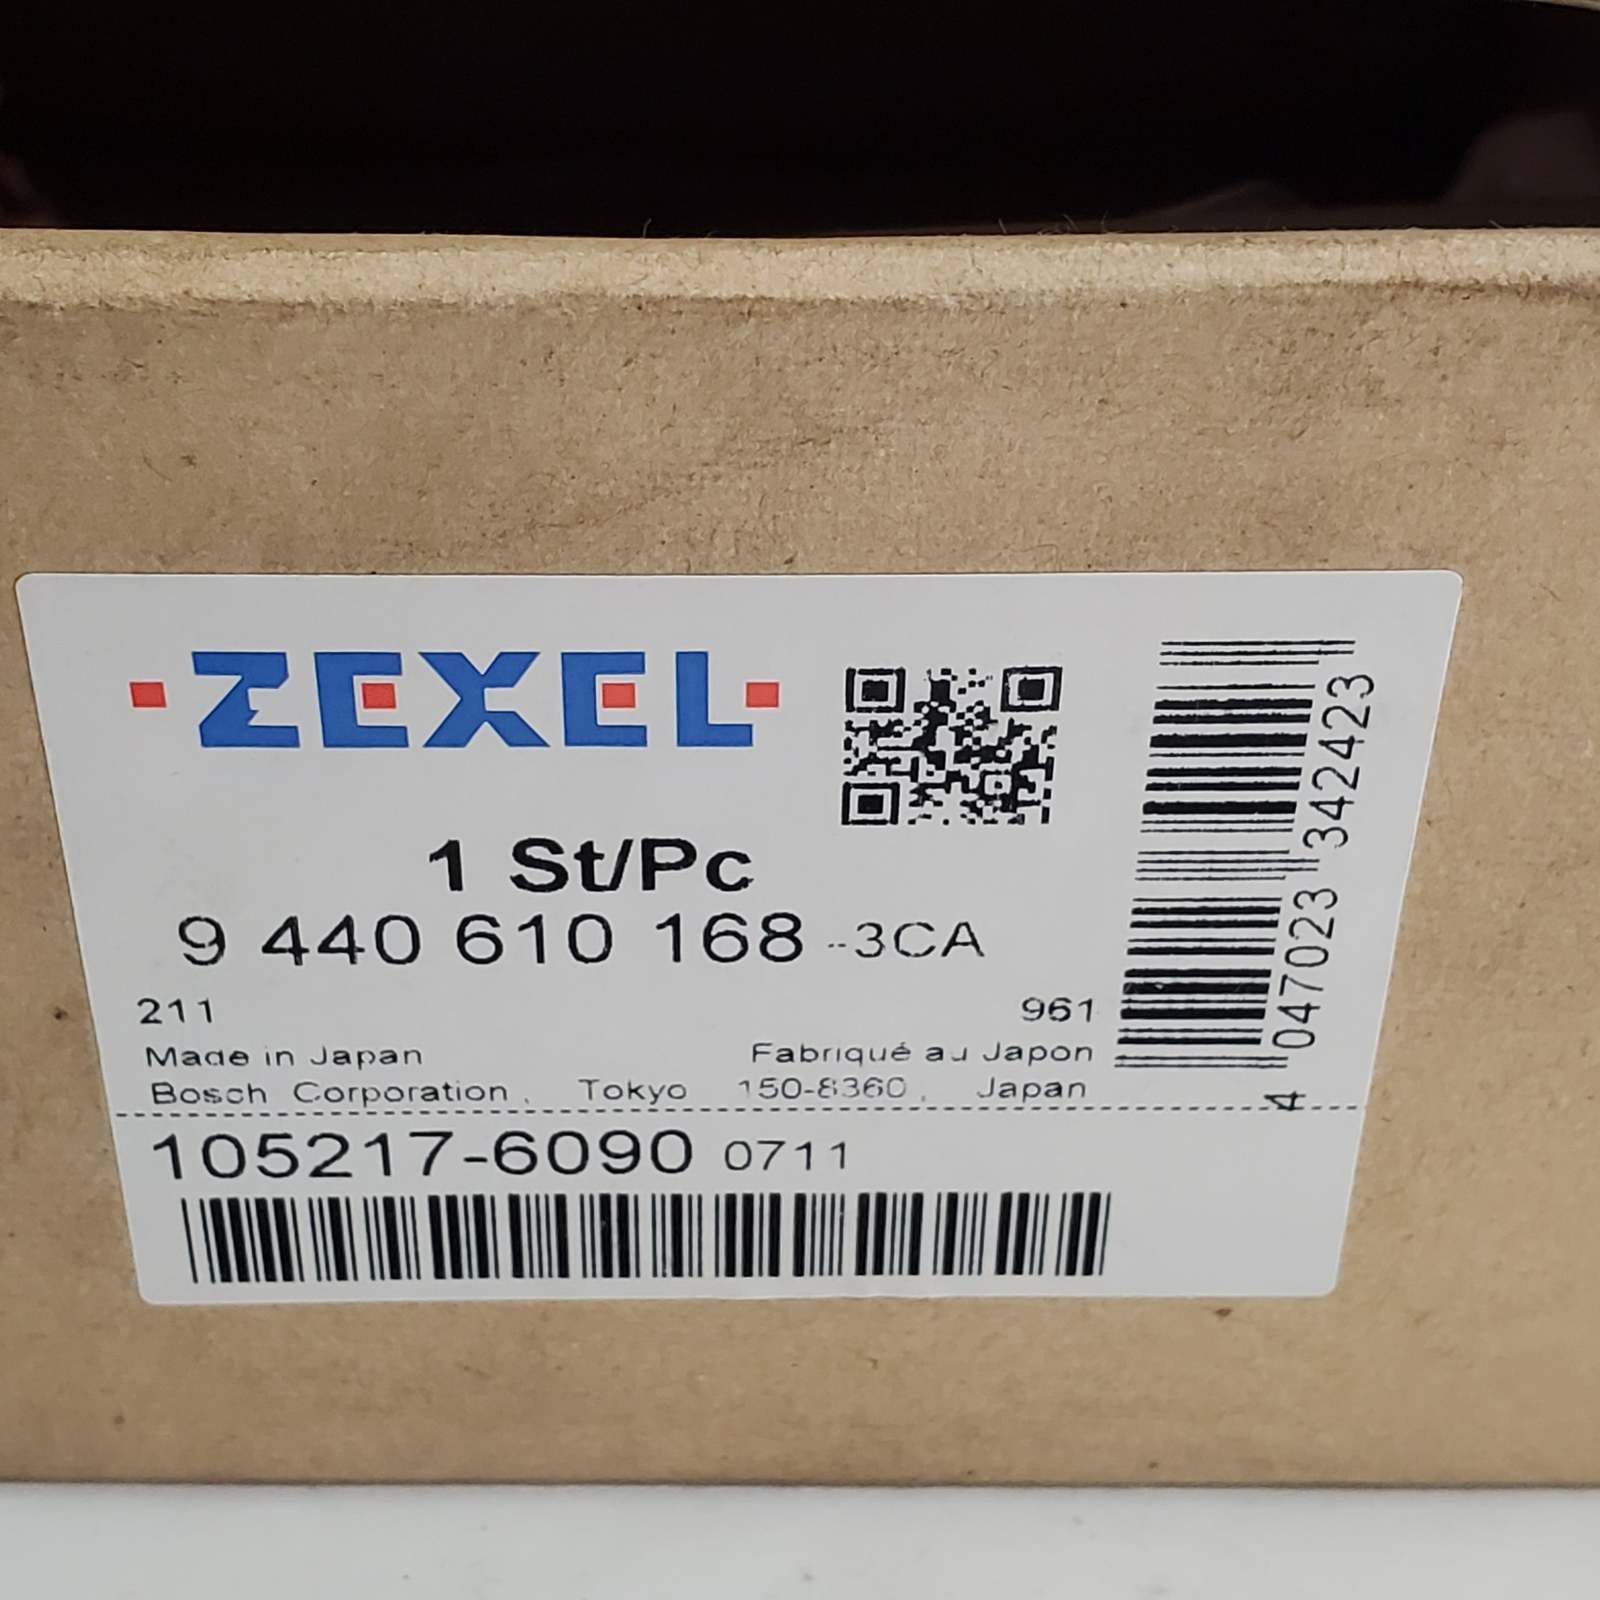 ZEXEL
1 St/Pc
9 440 610 168 --3CA
211 961
Made in Japan Fabriqué au Japon
Bosch Corporation, Tokyo 150-8360, Japan
105217-6090 0711
4 047023 342423